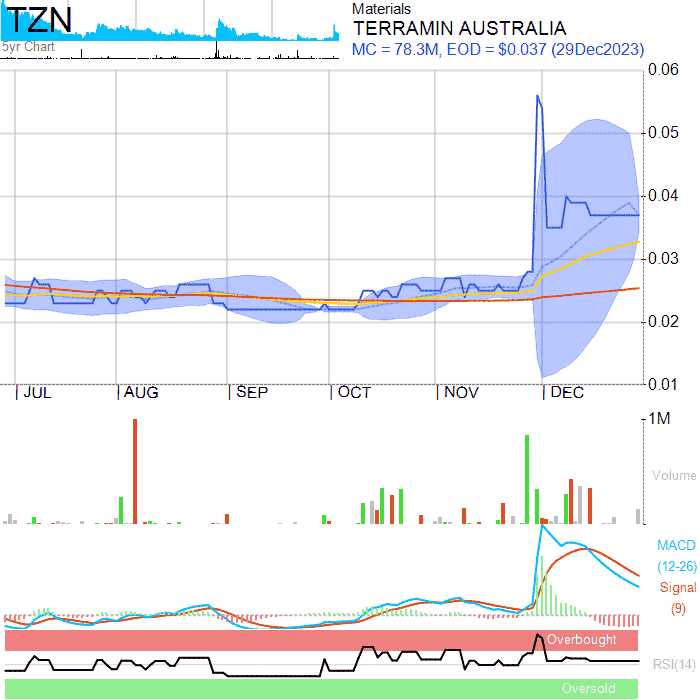 TZN
5yr Chart
Materials
TERRAMIN AUSTRALIA
MC = 78.3M, EOD = $0.037 (29Dec2023)
0.06
0.05
0.04
0.03
0.02
0.01
JUL AUG SEP OCT NOV DEC
1M
Volume
MACD
(12-26)
Signal
(9)
Overbought
RSI(14)
Oversold